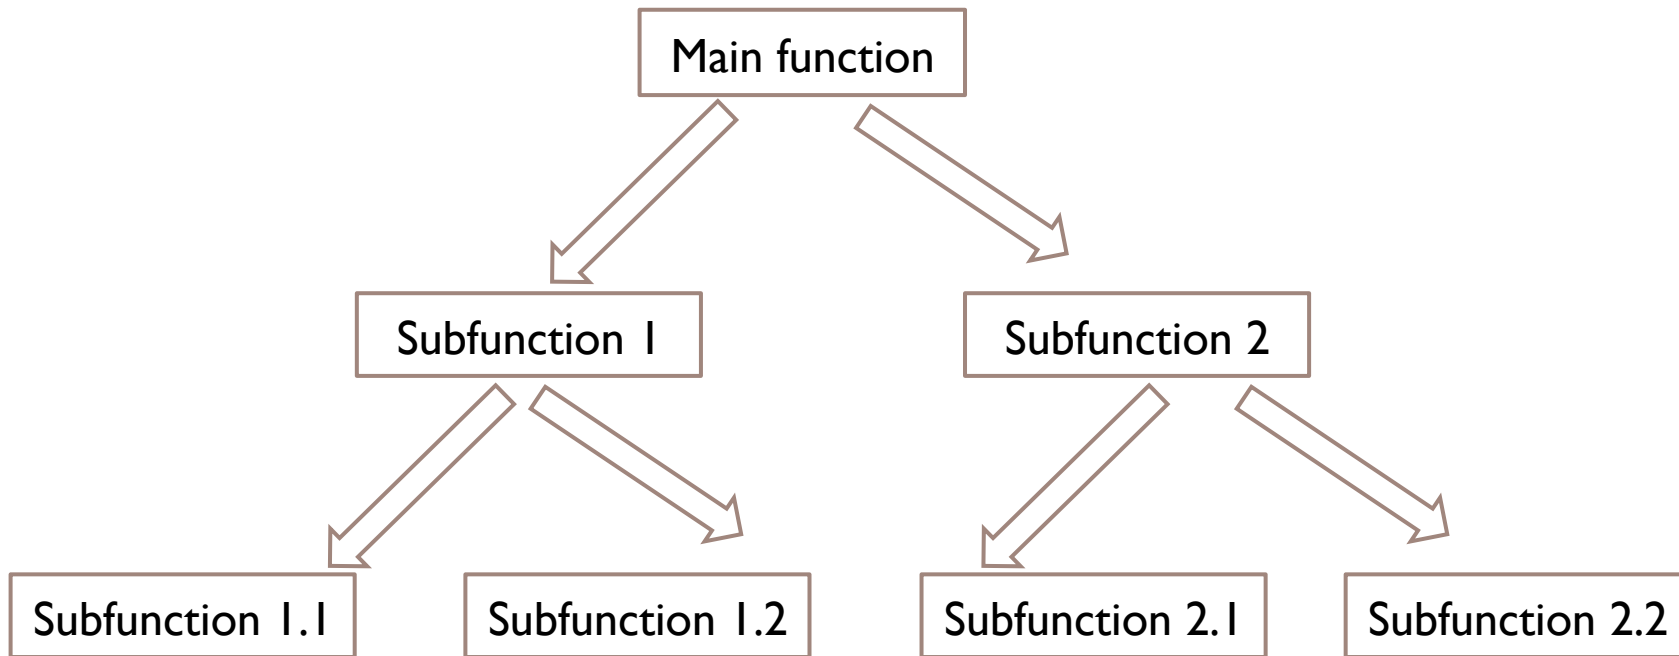 Main function
Subfunction 1
Subfunction 2
Subfunction 1.1
Subfunction 1.2
Subfunction 2.1
Subfunction 2.2